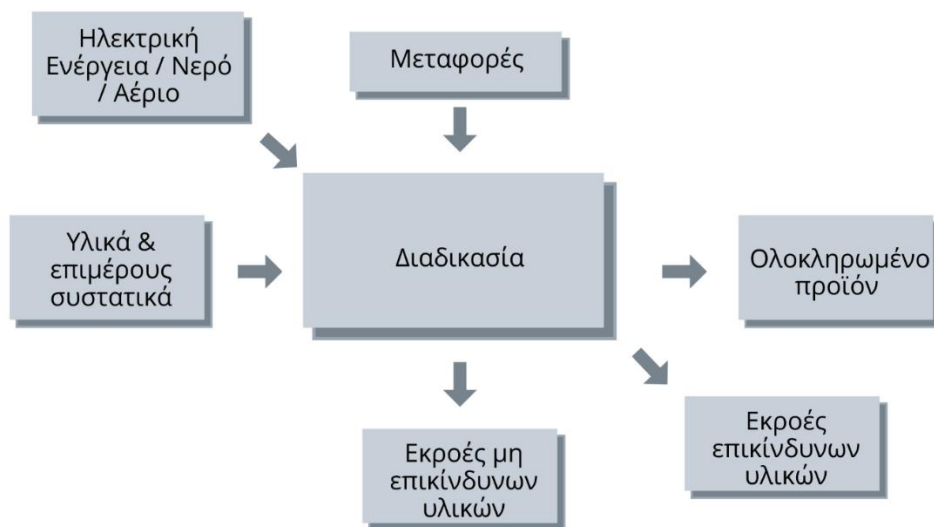 Ηλεκτρική
Ενέργεια / Νερό
/ Αέριο
Μεταφορές
Υλικά &
επιμέρους
συστατικά
Διαδικασία
Ολοκληρωμένο
προϊόν
Εκροές μη
επικίνδυνων
υλικών
Εκροές
επικίνδυνων
υλικών